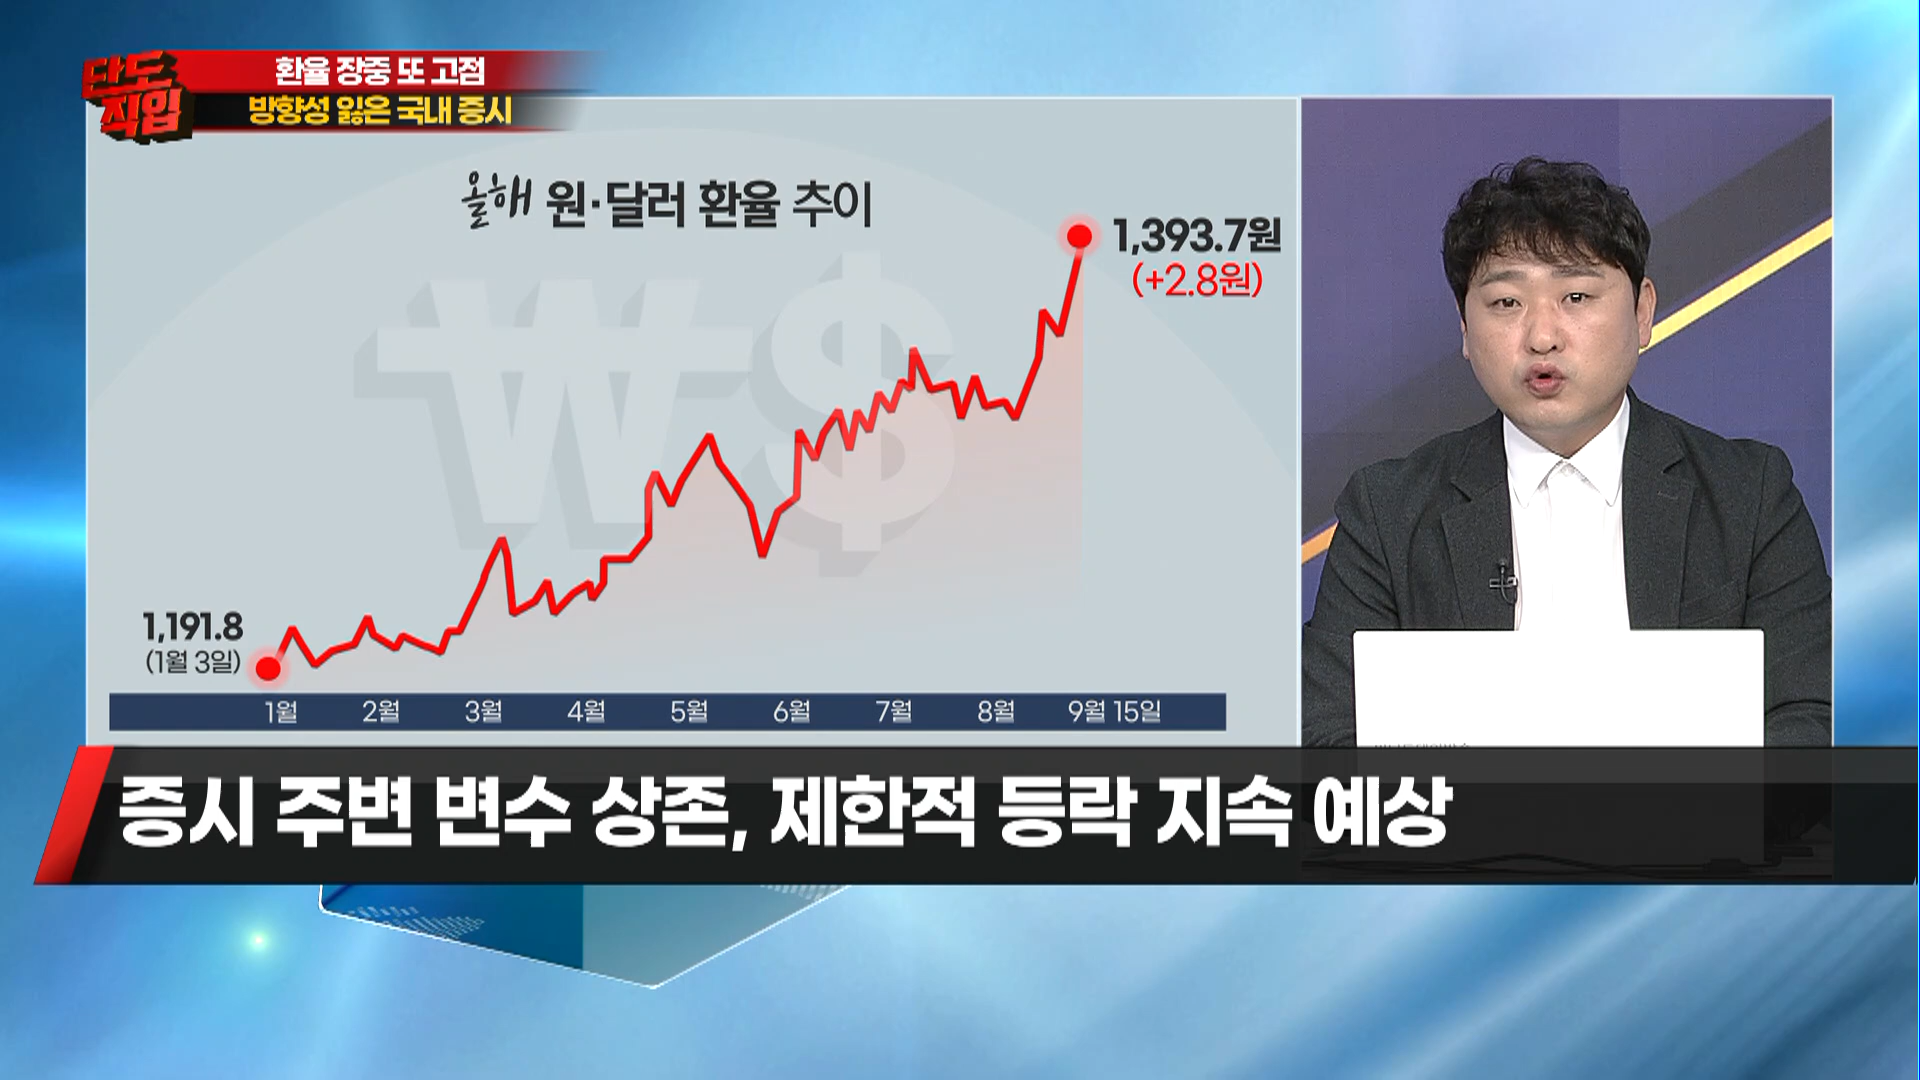 단도
직입
환율 장중 또 고점
방향성 잃은 국내 증시
올해 원·달러 환율 추이
1,393.7원
(+2.8원)
1,191.8
(1월 3일)
1월 2월 3월 4월 5월 6월 7월 8월 9월 15일
증시 주변 변수 상존, 제한적 등락 지속 예상